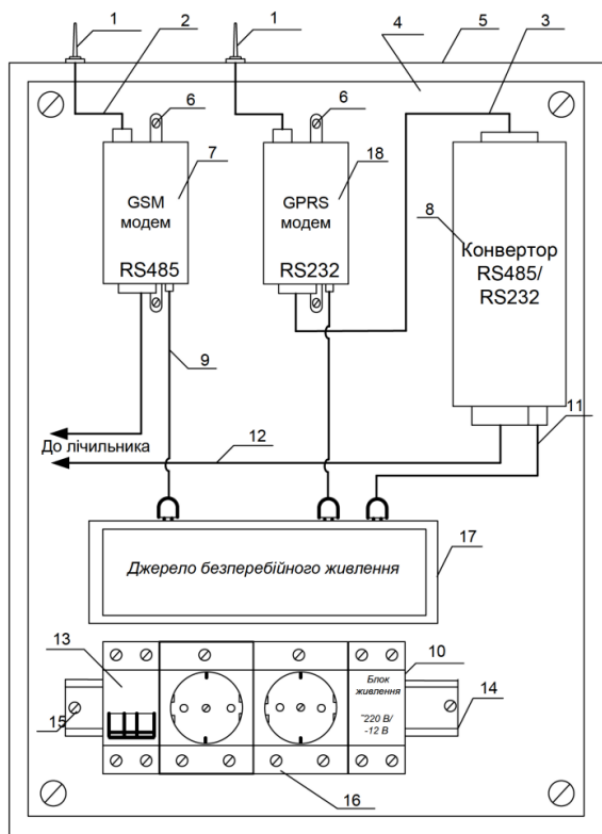 1
2
1
4
5
3
6
6
7
18
8
GSM
модем
RS485
GPRS
модем
RS232
Конвертор
RS485/
RS232
9
11
До лічильника
12
Джерело безперебійного живлення
17
13
10
Блок
живлення
~220 В/
-12 В
15
14
16